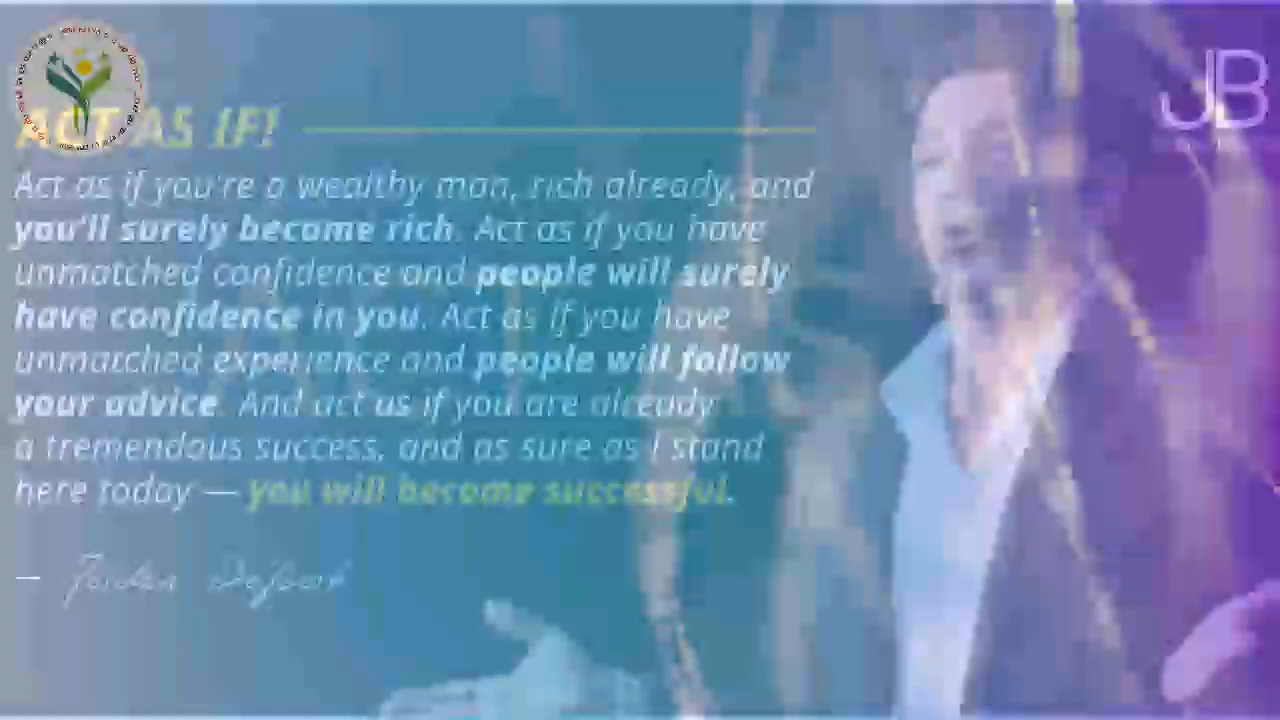 JB
ACT AS IF!
Act as if you're a wealthy man, rich already, and
you'll surely become rich. Act as if you have
unmatched confidence and people will surely
have confidence in you. Act as if you have
unmatched experience and people will follow
your advice. And act us if you are already
a tremendous success, and as sure as I stand
here today — you will become successful.
— Jordan Belfort